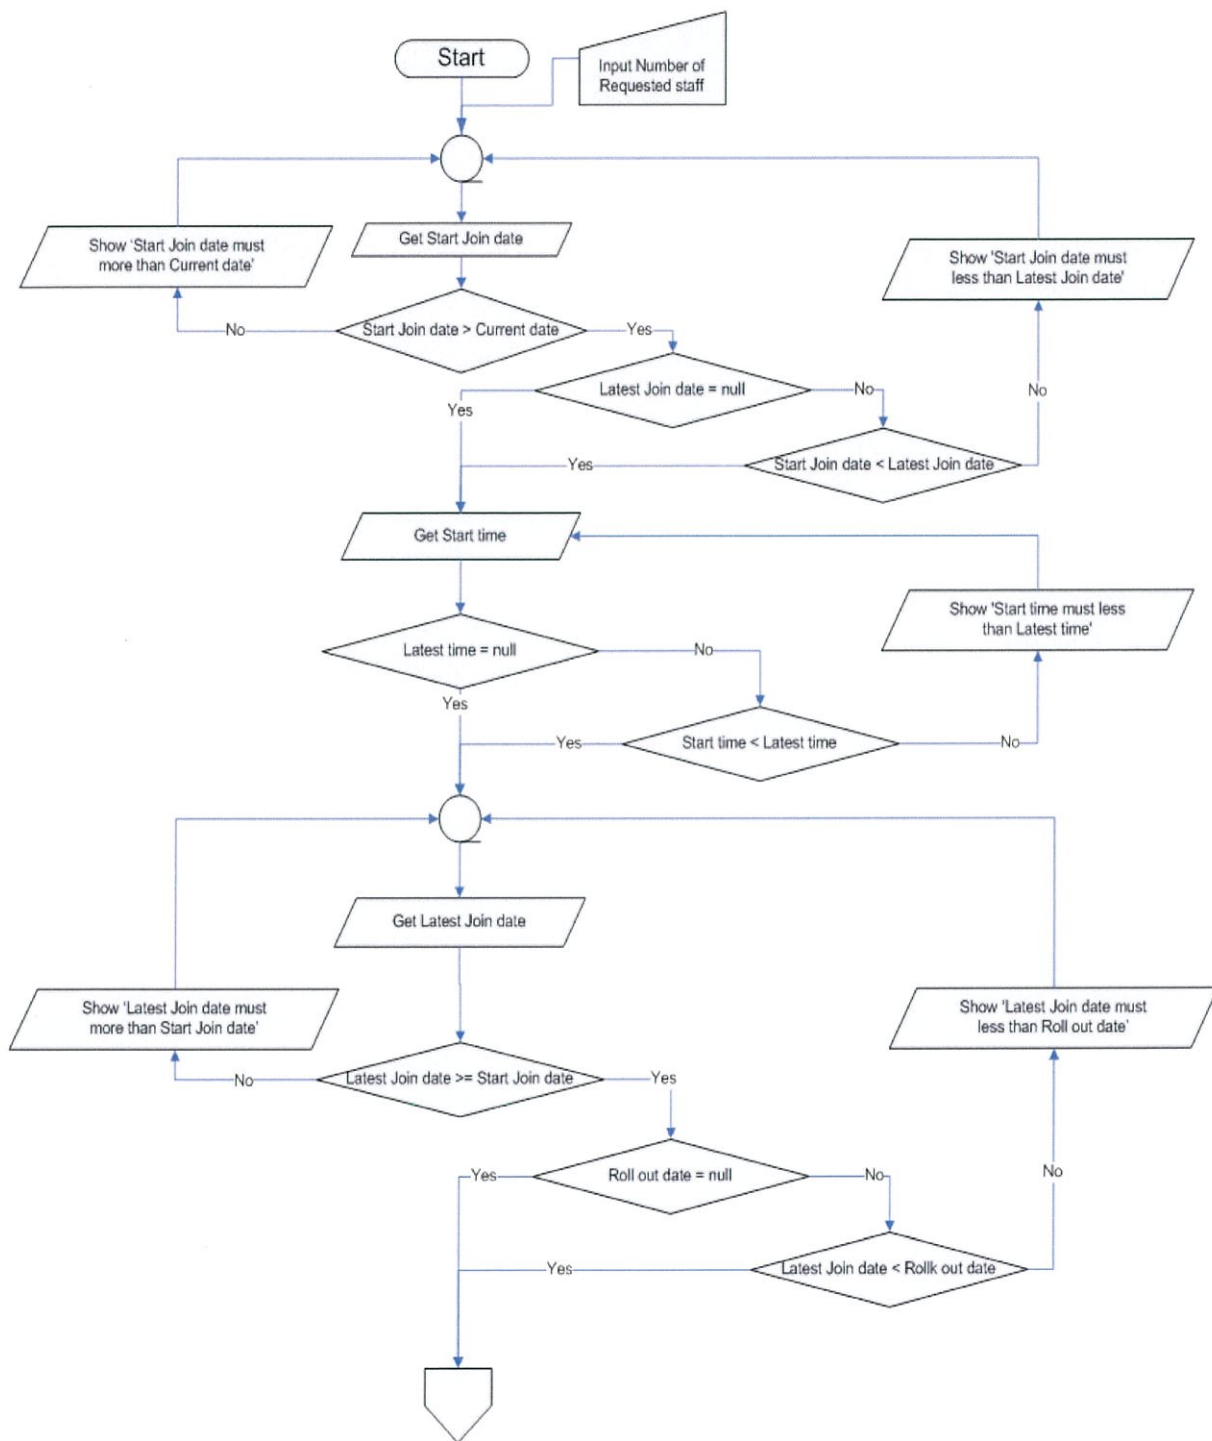 Start
Input Number of
Requested staff
Get Start Join date
Show 'Start Join date must
more than Current date'
Show 'Start Join date must
less than Latest Join date'
Start Join date > Current date
No
Yes
Latest Join date = null
No
No
Yes
Start Join date < Latest Join date
Yes
Get Start time
Show 'Start time must less
than Latest time'
Latest time = null
No
Yes
Start time < Latest time
Yes
No
Get Latest Join date
Show 'Latest Join date must
more than Start Join date'
Show 'Latest Join date must
less than Roll out date'
Latest Join date >= Start Join date
No
Yes
Roll out date = null
Yes
No
No
Latest Join date < Rollk out date
Yes